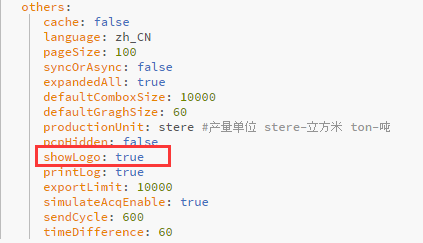 others:
cache: false
language: zh_CN
pageSize: 100
syncOrAsync: false
expandedAll: true
defaultComboxSize: 10000
defaultGraghSize: 60
productionUnit: stere #产量单位 stere-立方米 ton-吨
pcpHidden: false
showLogo: true
printLog: true
exportLimit: 10000
simulateAcqEnable: true
sendCycle: 600
timeDifference: 60